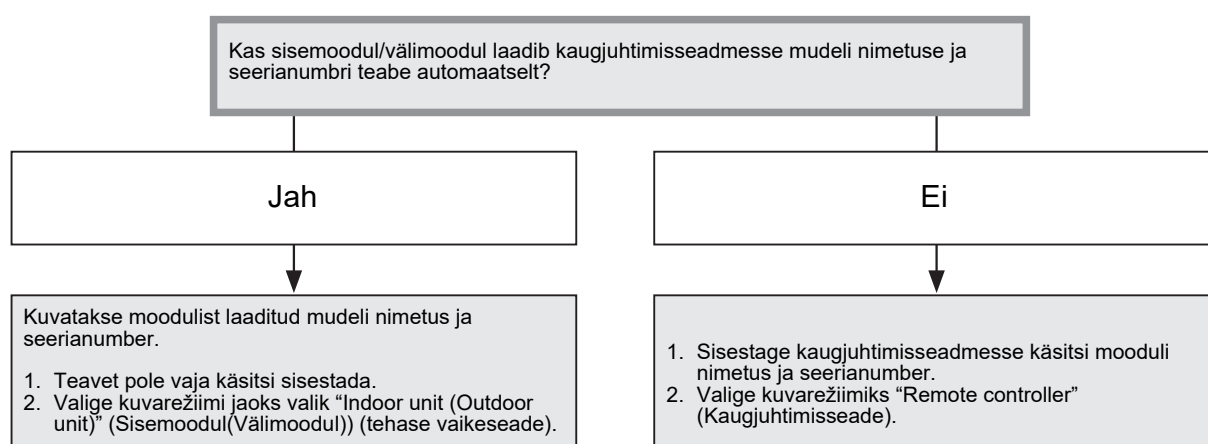 Kas sisemoodul/välimoodul laadib kaugjuhtimisseadmesse mudeli nimetuse ja
seerianumbri teabe automaatselt?
Jah
Ei
Kuvatakse moodulist laaditud mudeli nimetus ja
seerianumber.
1. Teavet pole vaja käsitsi sisestada.
2. Valige kuvarežiimi jaoks valik “Indoor unit (Outdoor
unit)” (Sisemoodul(Välimoodul)) (tehase vaikeseade).
1. Sisestage kaugjuhtimisseadmesse käsitsi mooduli
nimetus ja seerianumber.
2. Valige kuvarežiimiks “Remote controller”
(Kaugjuhtimisseade).